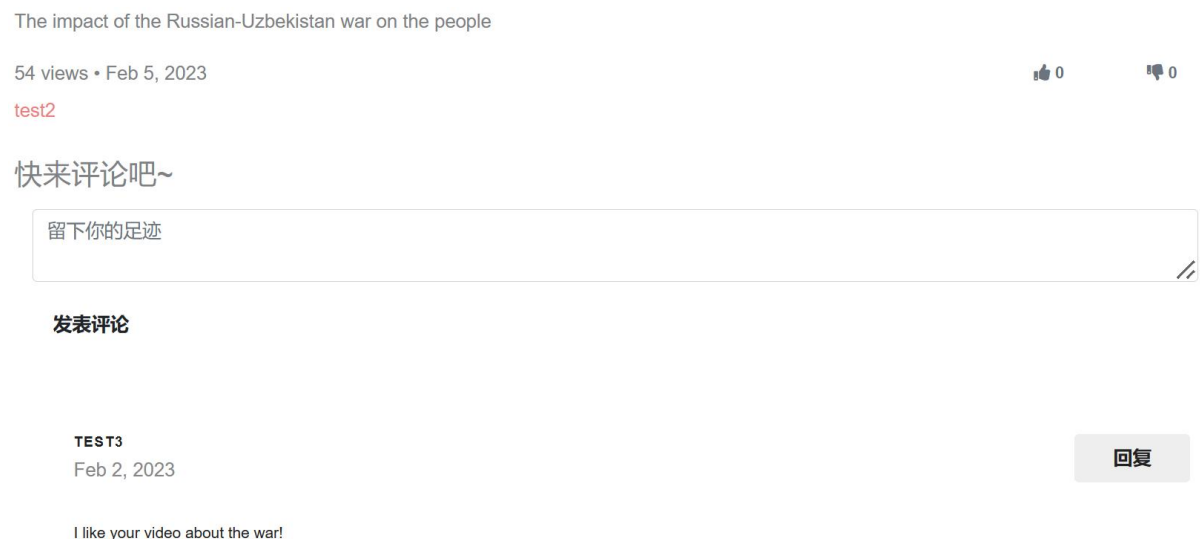 The impact of the Russian-Uzbekistan war on the people
54 views • Feb 5, 2023
0
0
test2
快来评论吧~
留下你的足迹
发表评论
TEST3
回复
Feb 2, 2023
I like your video about the war!